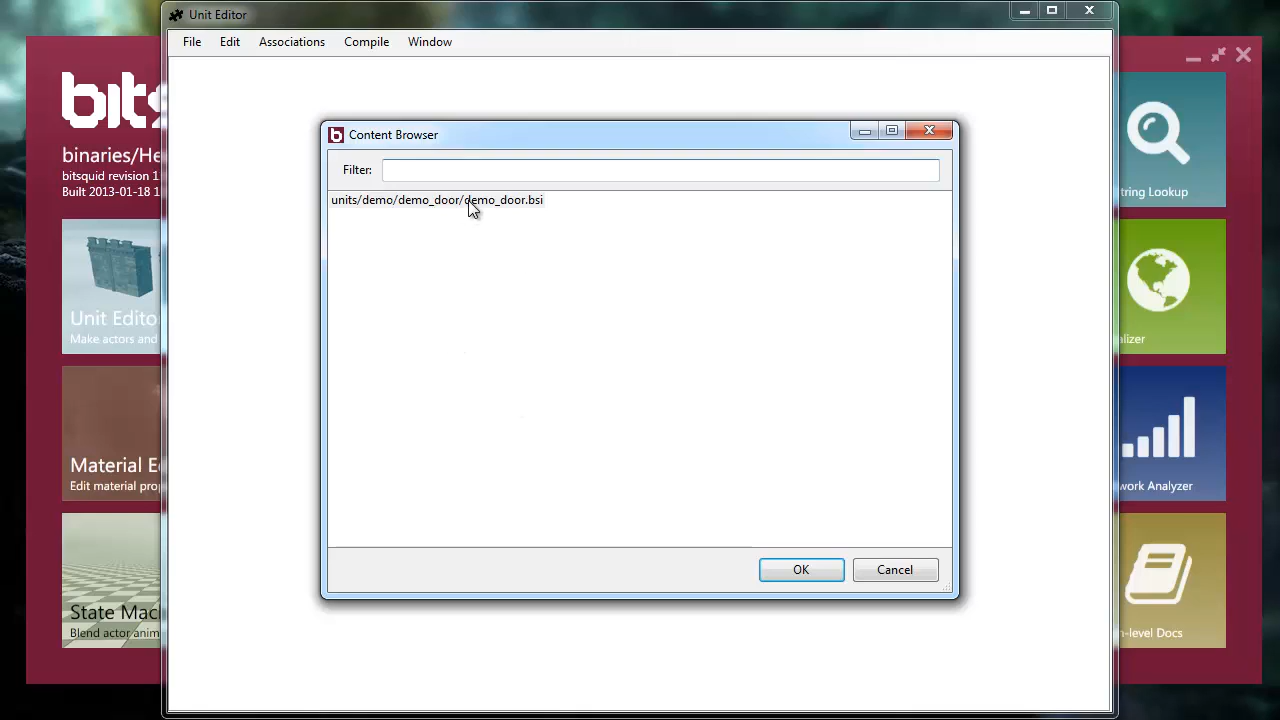 Unit Editor
File Edit Associations Compile Window
binaries/He
bitsquid revision 1
Built 2013-01-18 1
Content Browser
Filter:
units/demo/demo_door/demo_door.bsi
OK Cancel
Unit Edito
Make actors and
Material E
Edit material prop
State Mac
Blend actor anim
tring Lookup
alizer
work Analyzer
n-level Docs